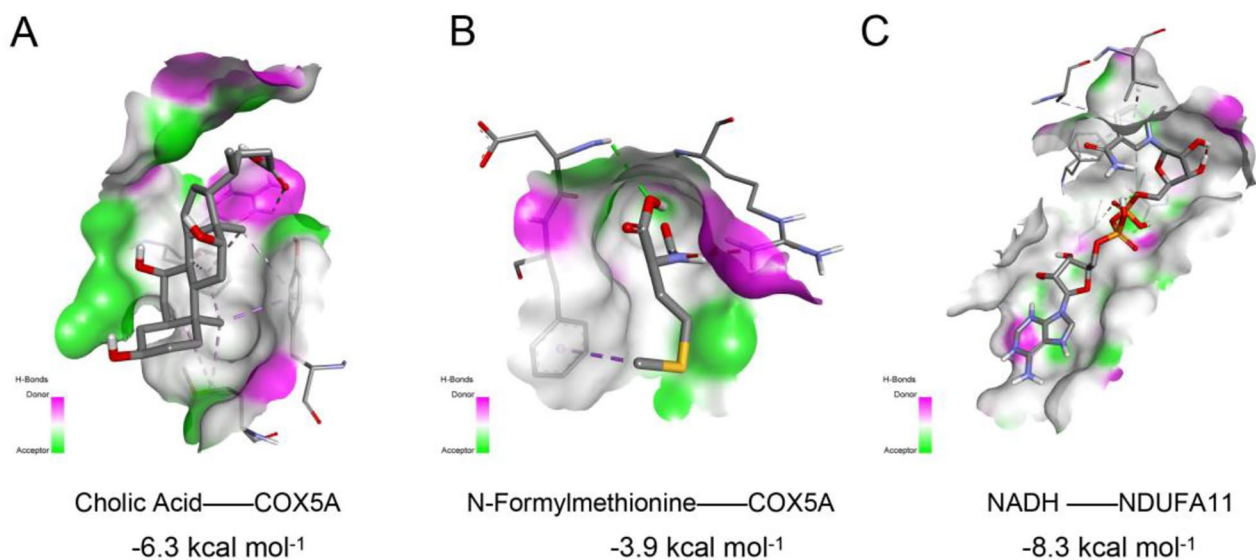 A
B
C
H-Bonds
Donor
Acceptor
H-Bonds
Donor
Acceptor
H-Bonds
Donor
Acceptor
Cholic Acid——COX5A
N-Formylmethionine——COX5A
NADH ——NDUFA11
-6.3 kcal mol⁻¹
-3.9 kcal mol⁻¹
-8.3 kcal mol⁻¹